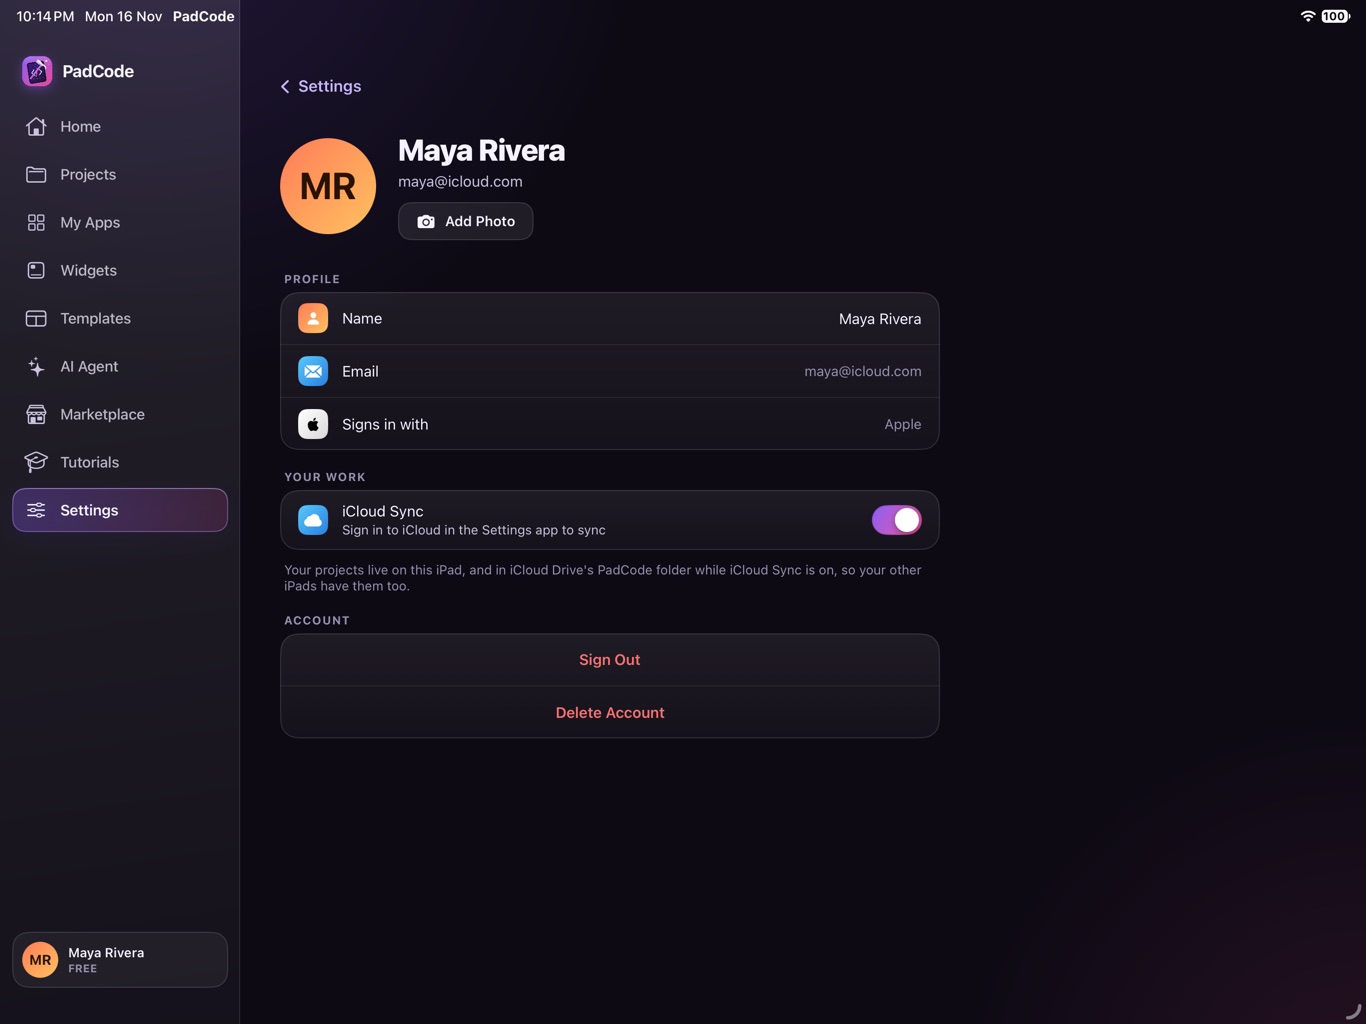 10:14 PM Mon 16 Nov PadCode
100
PadCode
Home
Projects
My Apps
Widgets
Templates
AI Agent
Marketplace
Tutorials
Settings
MR
Maya Rivera
FREE
Settings
MR
Maya Rivera
maya@icloud.com
Add Photo
PROFILE
Name Maya Rivera
Email maya@icloud.com
Signs in with Apple
YOUR WORK
iCloud Sync
Sign in to iCloud in the Settings app to sync
Your projects live on this iPad, and in iCloud Drive's PadCode folder while iCloud Sync is on, so your other
iPads have them too.
ACCOUNT
Sign Out
Delete Account